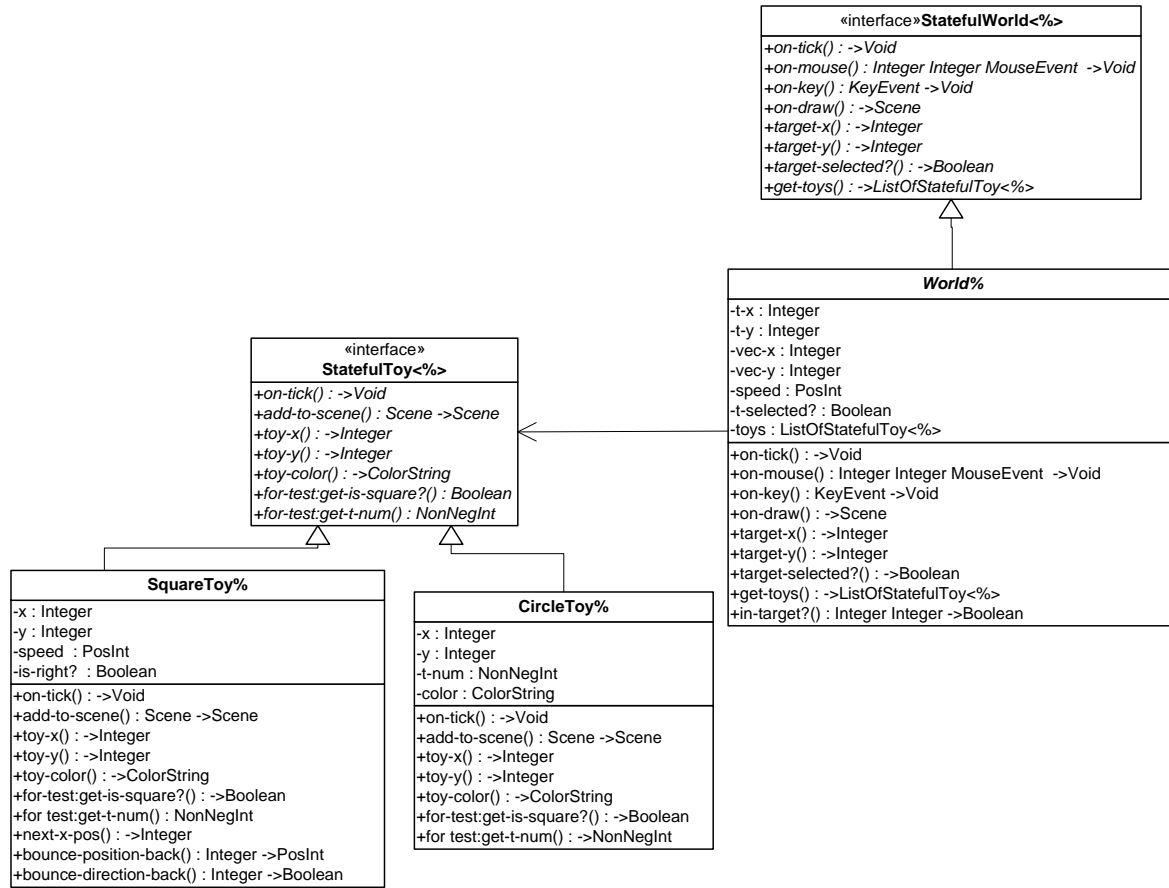 «interface»StatefulWorld<%>
+on-tick() : ->Void
+on-mouse() : Integer Integer MouseEvent ->Void
+on-key() : KeyEvent ->Void
+on-draw() : ->Scene
+target-x() : ->Integer
+target-y() : ->Integer
+target-selected?() : ->Boolean
+get-toys() : ->ListOfStatefulToy<%>
World%
-t-x : Integer
-t-y : Integer
-vec-x : Integer
-vec-y : Integer
-speed : PosInt
-t-selected? : Boolean
-toys : ListOfStatefulToy<%>
+on-tick() : ->Void
+on-mouse() : Integer Integer MouseEvent ->Void
+on-key() : KeyEvent ->Void
+on-draw() : ->Scene
+target-x() : ->Integer
+target-y() : ->Integer
+target-selected?() : ->Boolean
+get-toys() : ->ListOfStatefulToy<%>
+in-target?() : Integer Integer ->Boolean
«interface»
StatefulToy<%>
+on-tick() : ->Void
+add-to-scene() : Scene ->Scene
+toy-x() : ->Integer
+toy-y() : ->Integer
+toy-color() : ->ColorString
+for-test:get-is-square?() : Boolean
+for-test:get-t-num() : NonNegInt
SquareToy%
-x : Integer
-y : Integer
-speed : PosInt
-is-right? : Boolean
+on-tick() : ->Void
+add-to-scene() : Scene ->Scene
+toy-x() : ->Integer
+toy-y() : ->Integer
+toy-color() : ->ColorString
+for-test:get-is-square?() : ->Boolean
+for test:get-t-num() : NonNegInt
+next-x-pos() : ->Integer
+bounce-position-back() : Integer ->PosInt
+bounce-direction-back() : Integer ->Boolean
CircleToy%
-x : Integer
-y : Integer
-t-num : NonNegInt
-color : ColorString
+on-tick() : ->Void
+add-to-scene() : Scene ->Scene
+toy-x() : ->Integer
+toy-y() : ->Integer
+toy-color() : ->ColorString
+for-test:get-is-square?() : ->Boolean
+for test:get-t-num() : ->NonNegInt